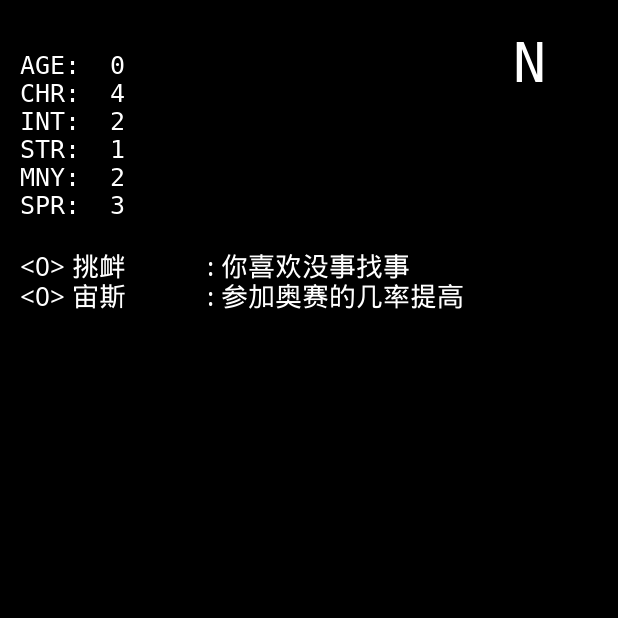 N
AGE: 0
CHR: 4
INT: 2
STR: 1
MNY: 2
SPR: 3
<O> 挑衅 : 你喜欢没事找事
<O> 宙斯 : 参加奥赛的几率提高